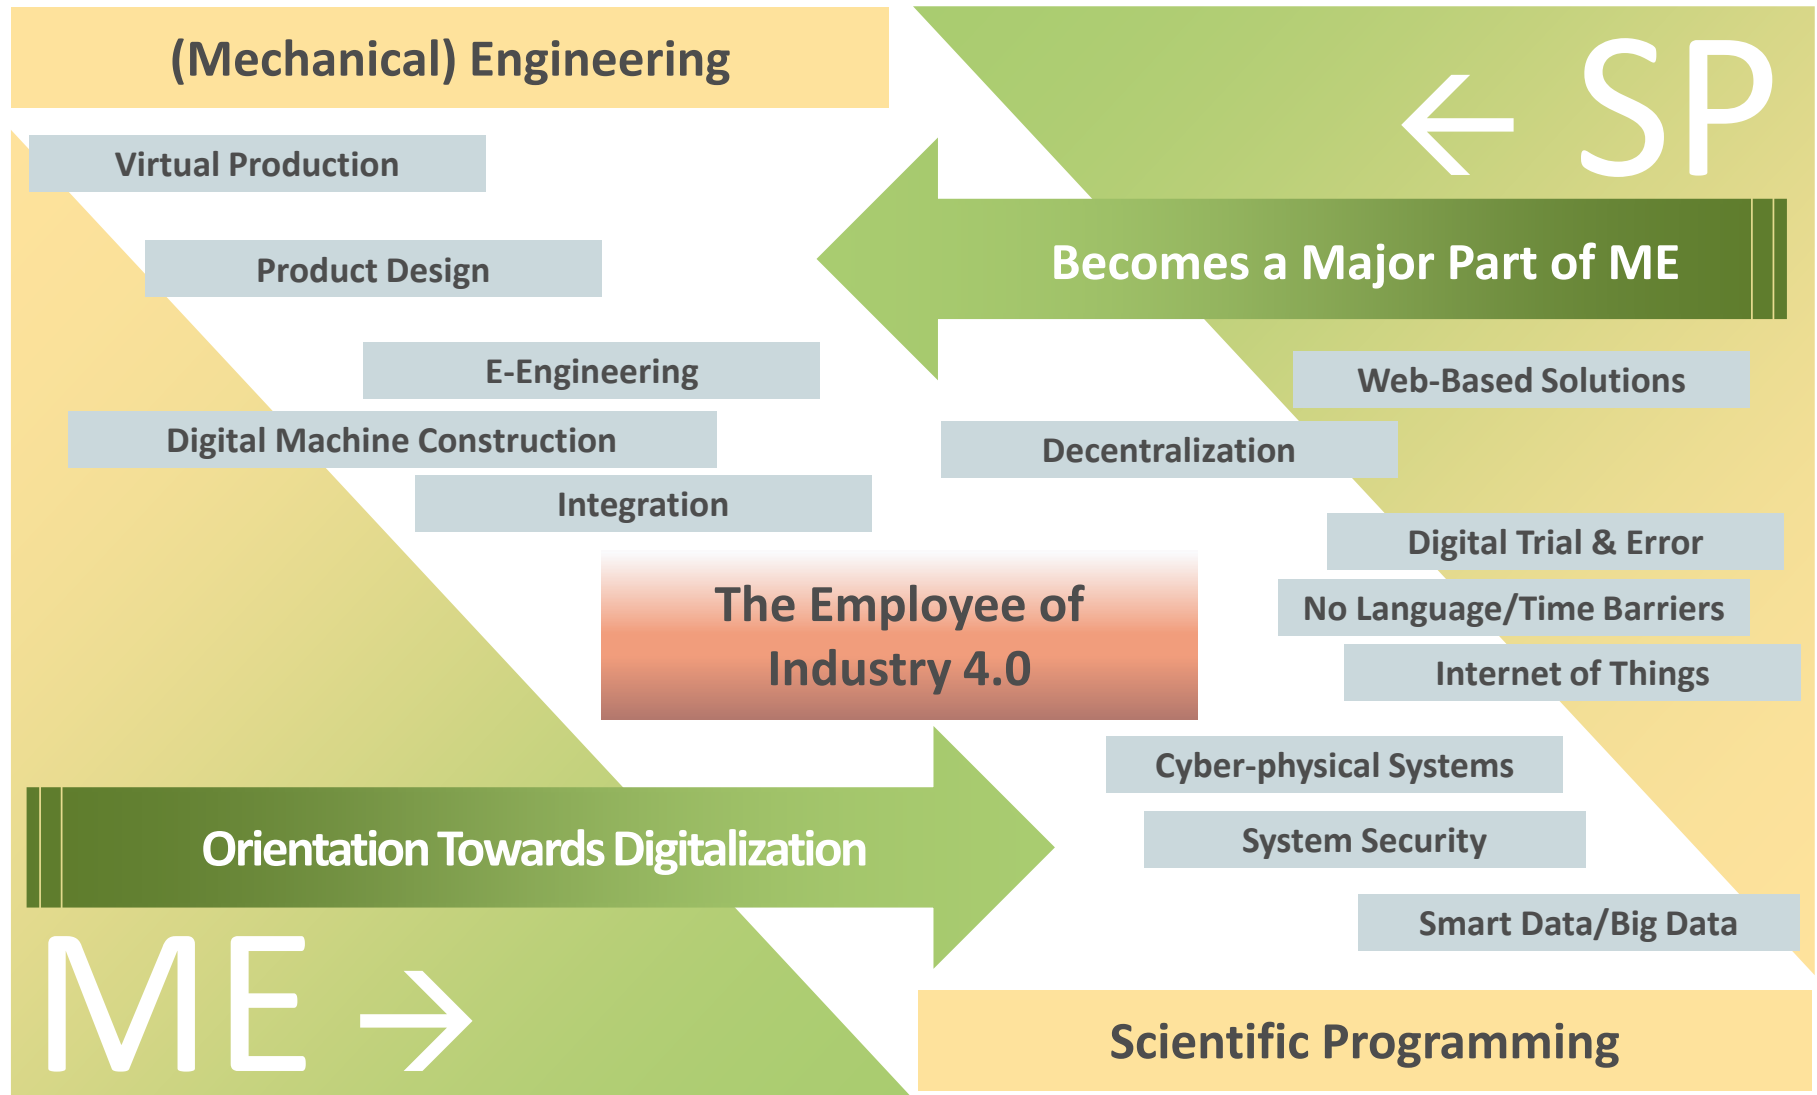 (Mechanical) Engineering
← SP
Virtual Production
Product Design
Becomes a Major Part of ME
E-Engineering
Web-Based Solutions
Digital Machine Construction
Decentralization
Integration
Digital Trial & Error
The Employee of
Industry 4.0
No Language/Time Barriers
Internet of Things
Cyber-physical Systems
Orientation Towards Digitalization
System Security
Smart Data/Big Data
ME →
Scientific Programming